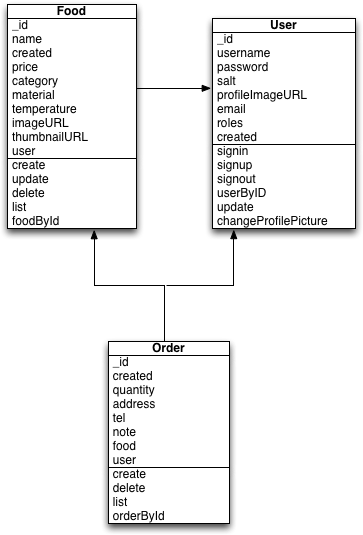 Food
_id
name
created
price
category
material
temperature
imageURL
thumbnailURL
user
create
update
delete
list
foodById
User
_id
username
password
salt
profileImageURL
email
roles
created
signin
signup
signout
userByID
update
changeProfilePicture
Order
_id
created
quantity
address
tel
note
food
user
create
delete
list
orderById